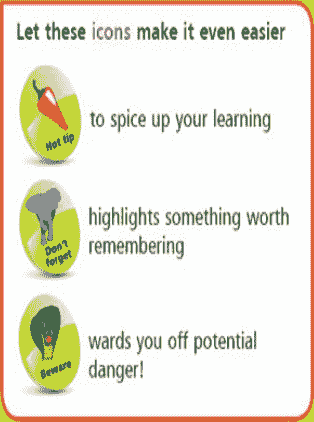 Let these icons make it even easier
Hot tip
to spice up your learning
Don't
forget
highlights something worth
remembering
Beware
wards you off potential
danger!